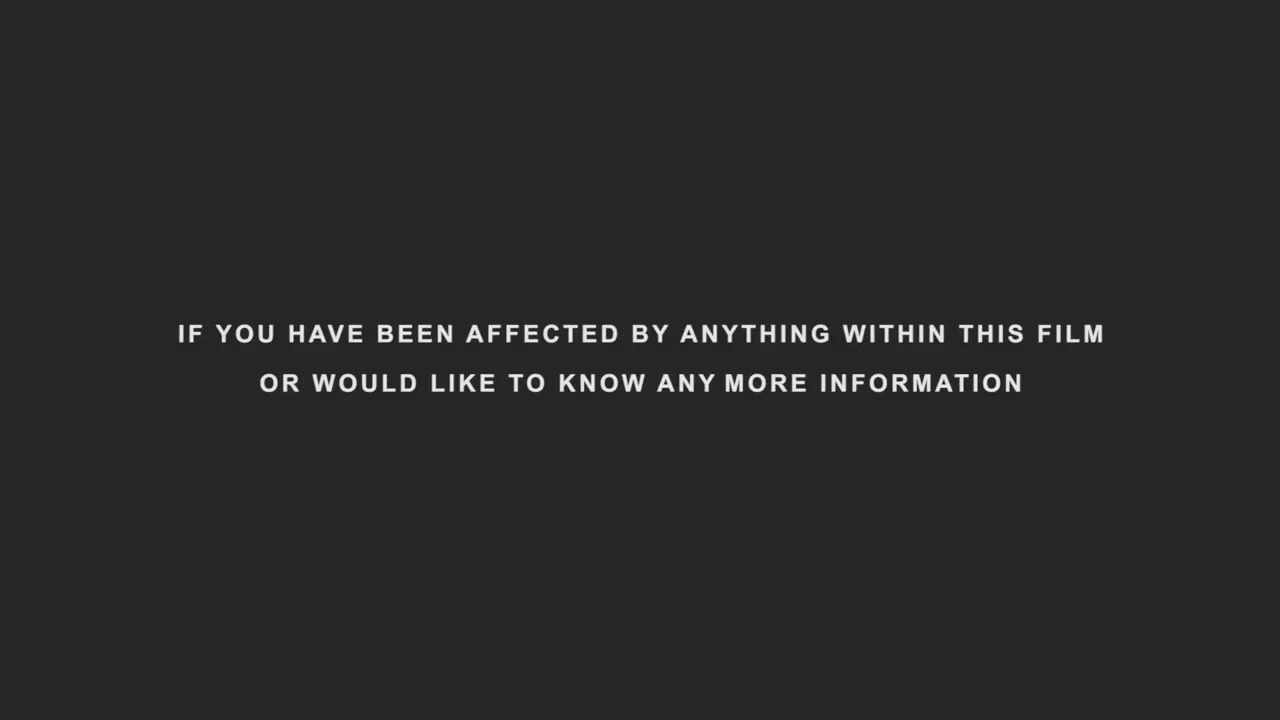 IF YOU HAVE BEEN AFFECTED BY ANYTHING WITHIN THIS FILM
OR WOULD LIKE TO KNOW ANY MORE INFORMATION